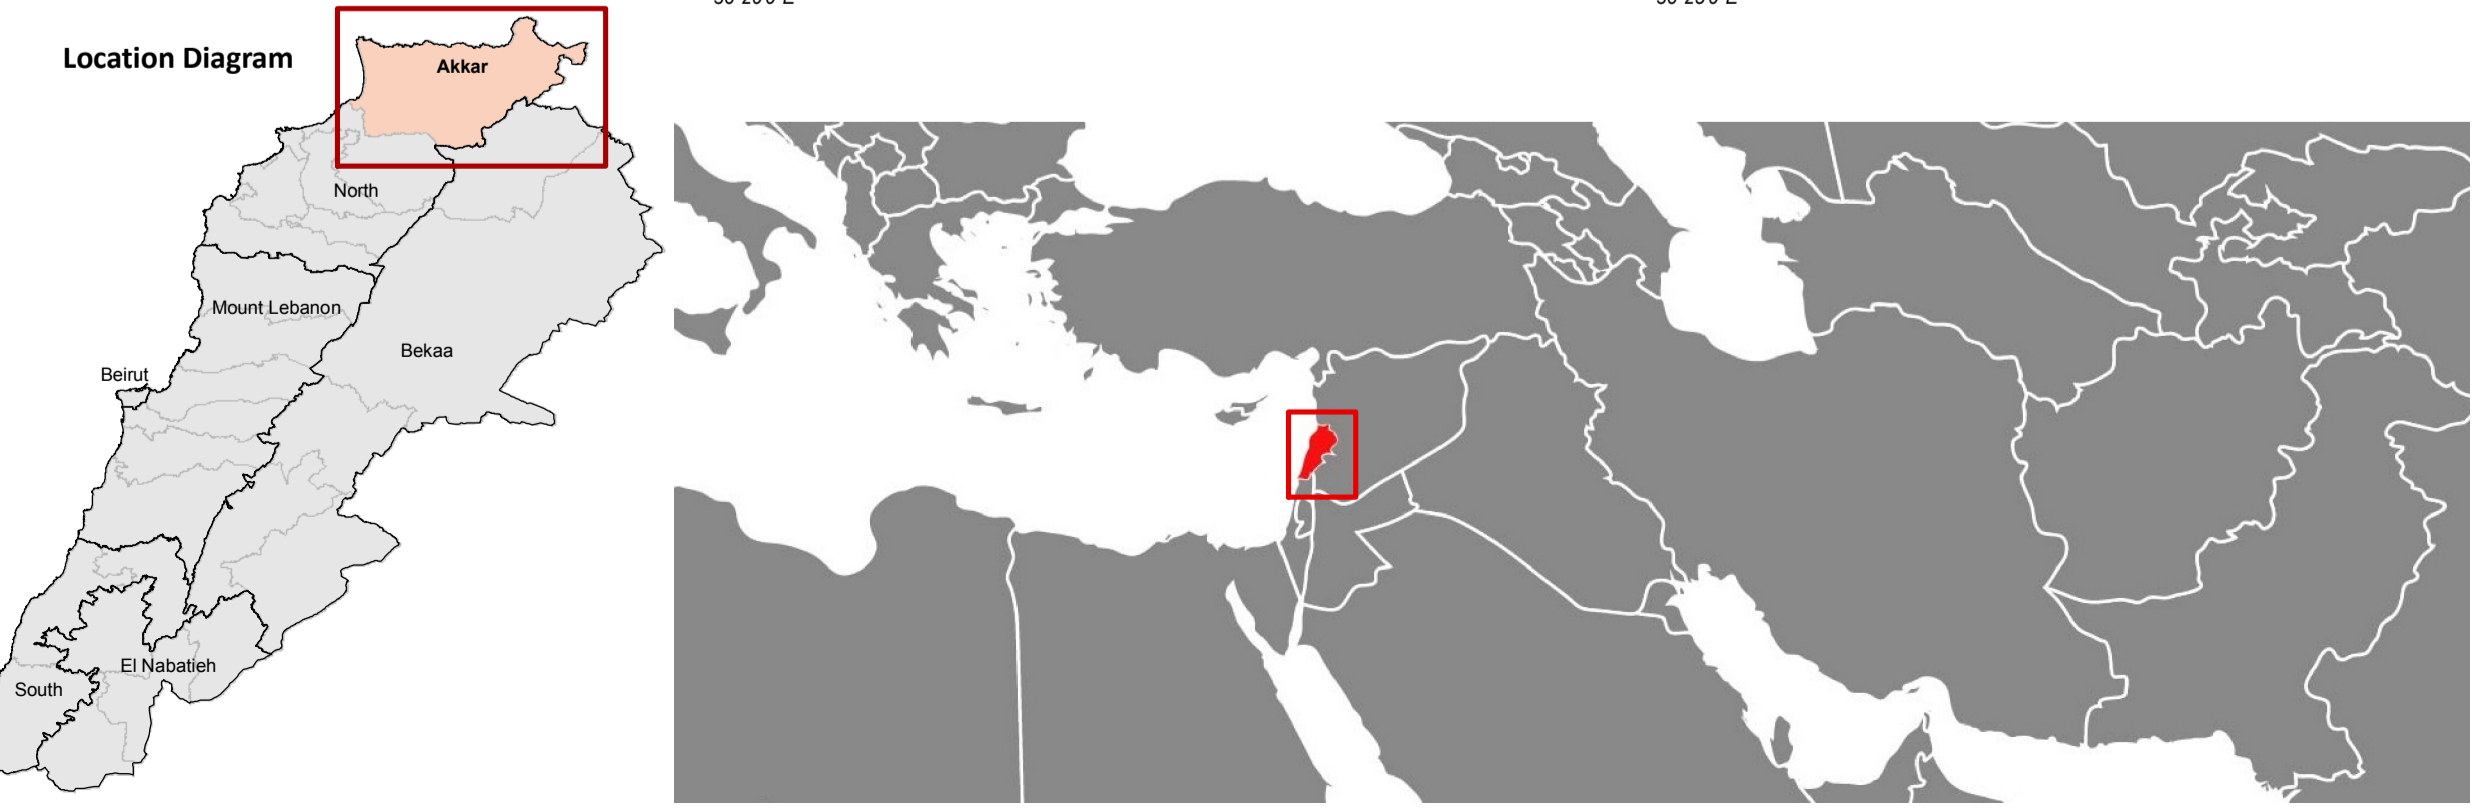 Location Diagram
Akkar
North
Mount Lebanon
Bekaa
Beirut
El Nabatieh
South